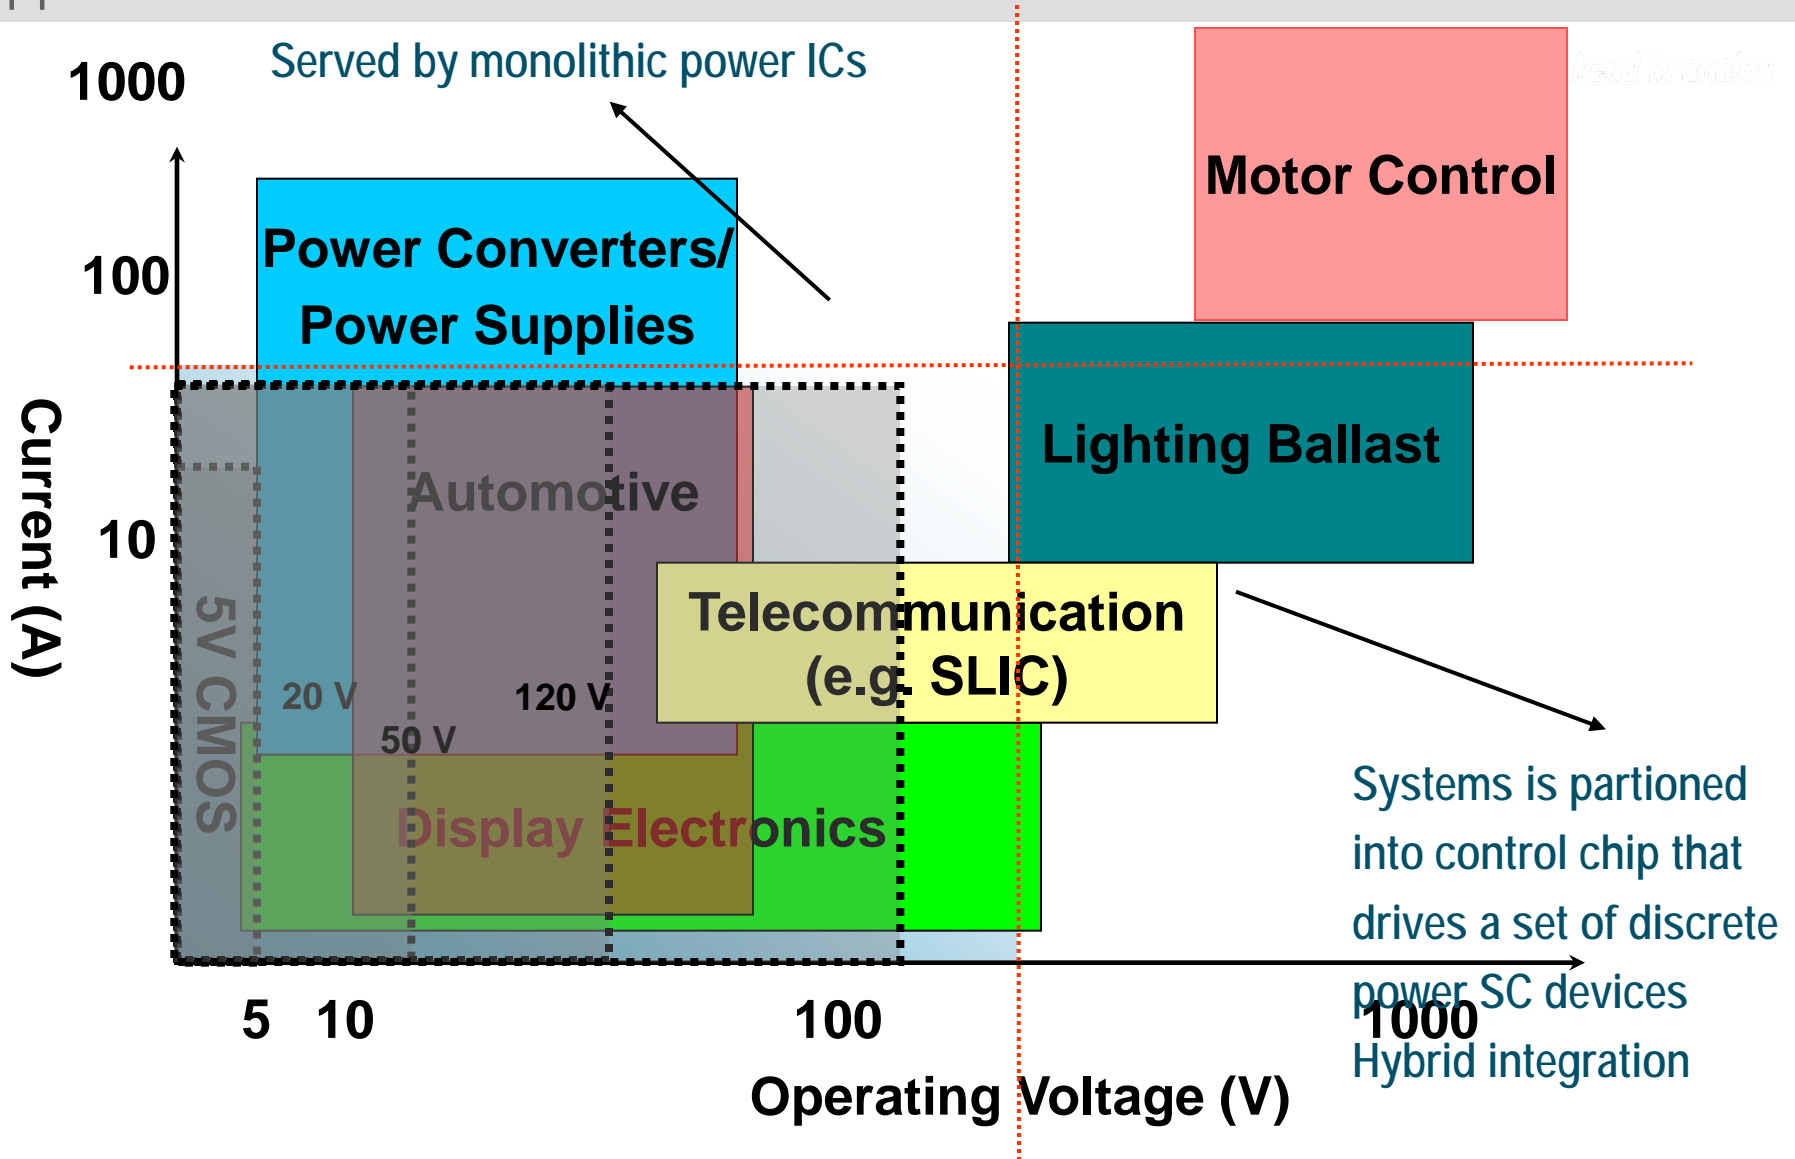 Served by monolithic power ICs
1000
Motor Control
Power Converters/
Power Supplies
100
Lighting Ballast
Automotive
10
Current (A)
5V CMOS
Telecommunication
(e.g. SLIC)
20 V
120 V
50 V
Display Electronics
Systems is partioned
into control chip that
drives a set of discrete
power SC devices
Hybrid integration
5
10
100
1000
Operating Voltage (V)